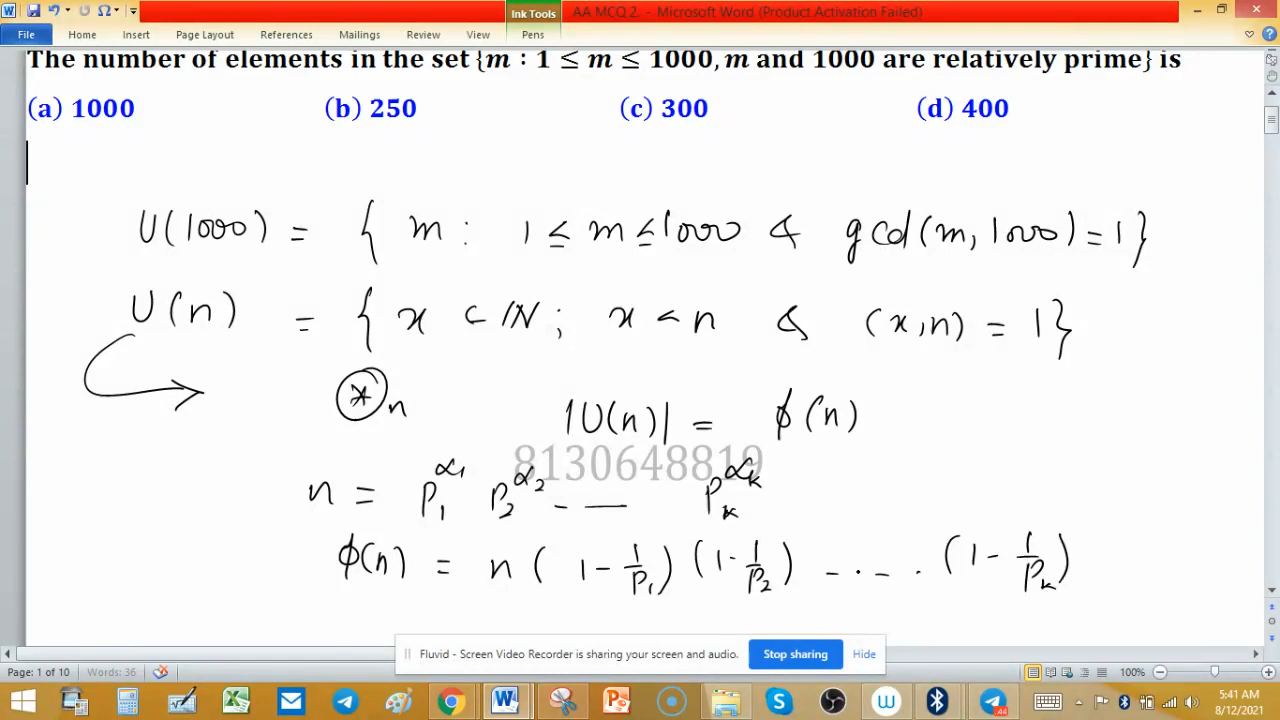 AA MCQ 2. - Microsoft Word (Product Activation Failed)
Ink Tools
File Home Insert Page Layout References Mailings Review View Pens
The number of elements in the set {m : 1 ≤ m ≤ 1000, m and 1000 are relatively prime} is
(a) 1000 (b) 250 (c) 300 (d) 400
U(1000) = { m : 1 ≤ m ≤ 1000 & gcd(m, 1000) = 1}
U(n) = { x ⊂ ℕ ; x < n & (x, n) = 1}
* n |U(n)| = ϕ(n)
8130648819
n = p₁^α₁ p₂^α₂ - — pₖ^αₖ
ϕ(n) = n ( 1 - 1/p₁) (1 - 1/p₂) - . - . (1 - 1/pₖ)
Fluvid - Screen Video Recorder is sharing your screen and audio. Stop sharing Hide
Page: 1 of 10 Words: 36 100%
5:41 AM
8/12/2021